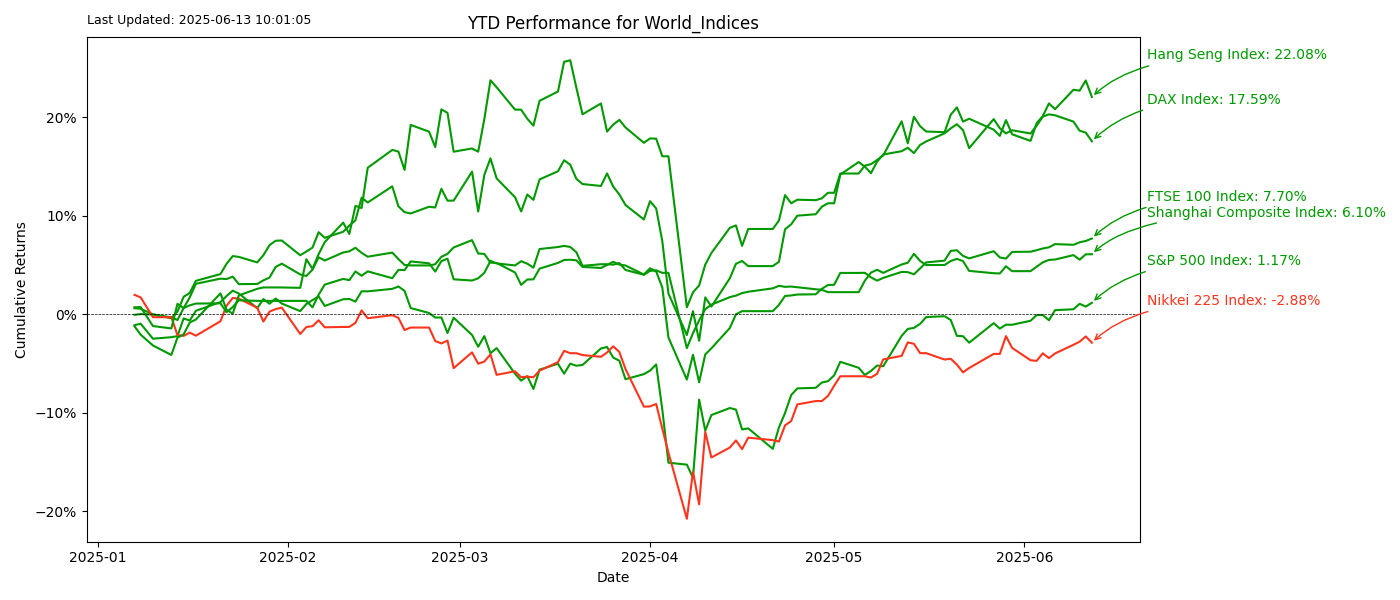 Last Updated: 2025-06-13 10:01:05
YTD Performance for World_Indices
Hang Seng Index: 22.08%
DAX Index: 17.59%
FTSE 100 Index: 7.70%
Shanghai Composite Index: 6.10%
S&P 500 Index: 1.17%
Nikkei 225 Index: -2.88%
Cumulative Returns
20%
10%
0%
−10%
−20%
2025-01
2025-02
2025-03
2025-04
2025-05
2025-06
Date